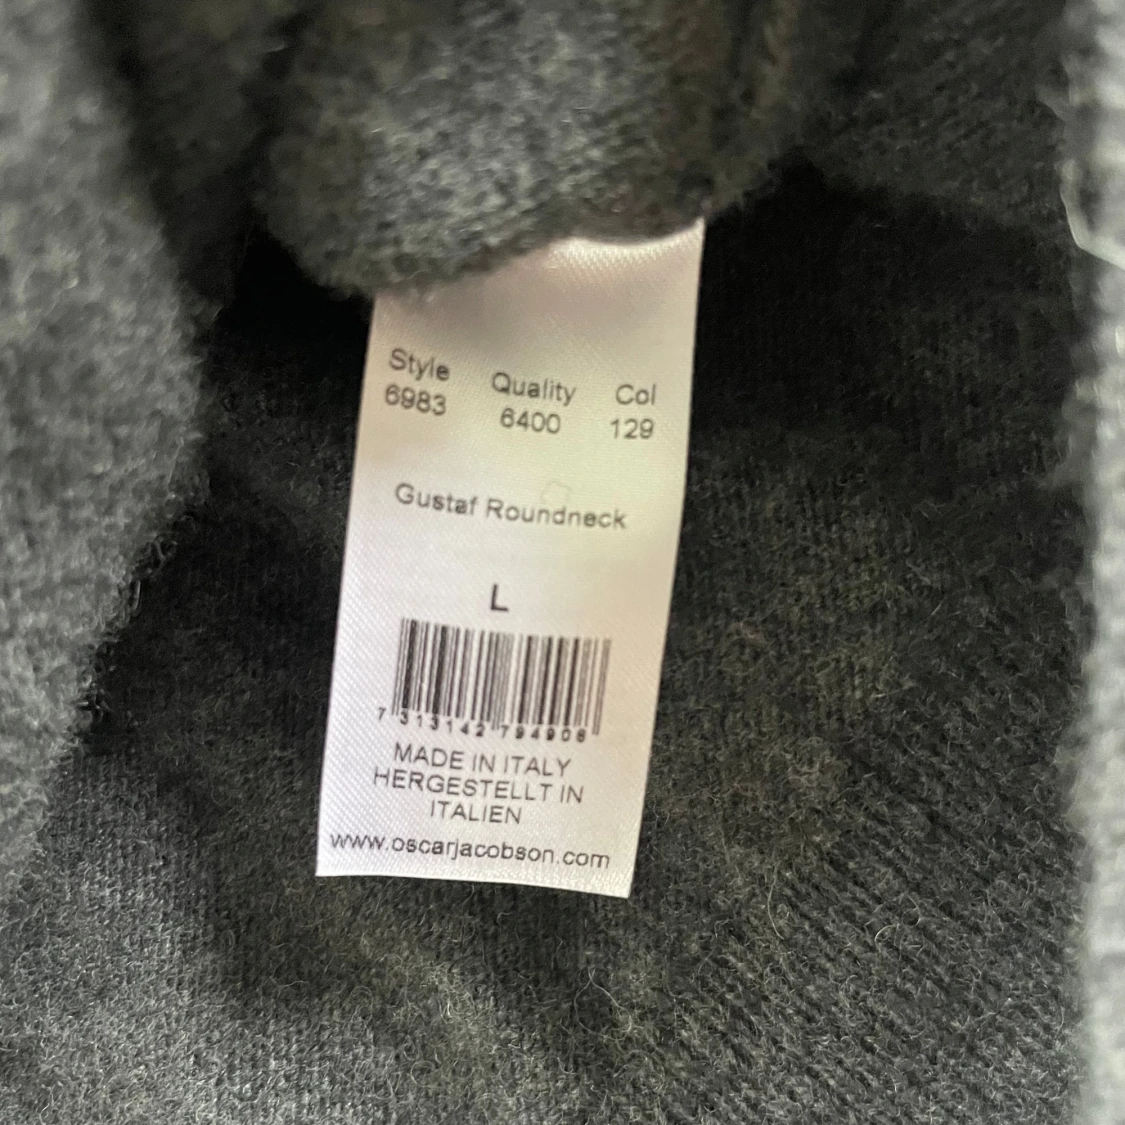 Style Quality Col
6983 6400 129
Gustaf Roundneck
L
7 313142 794908
MADE IN ITALY
HERGESTELLT IN
ITALIEN
www.oscarjacobson.com